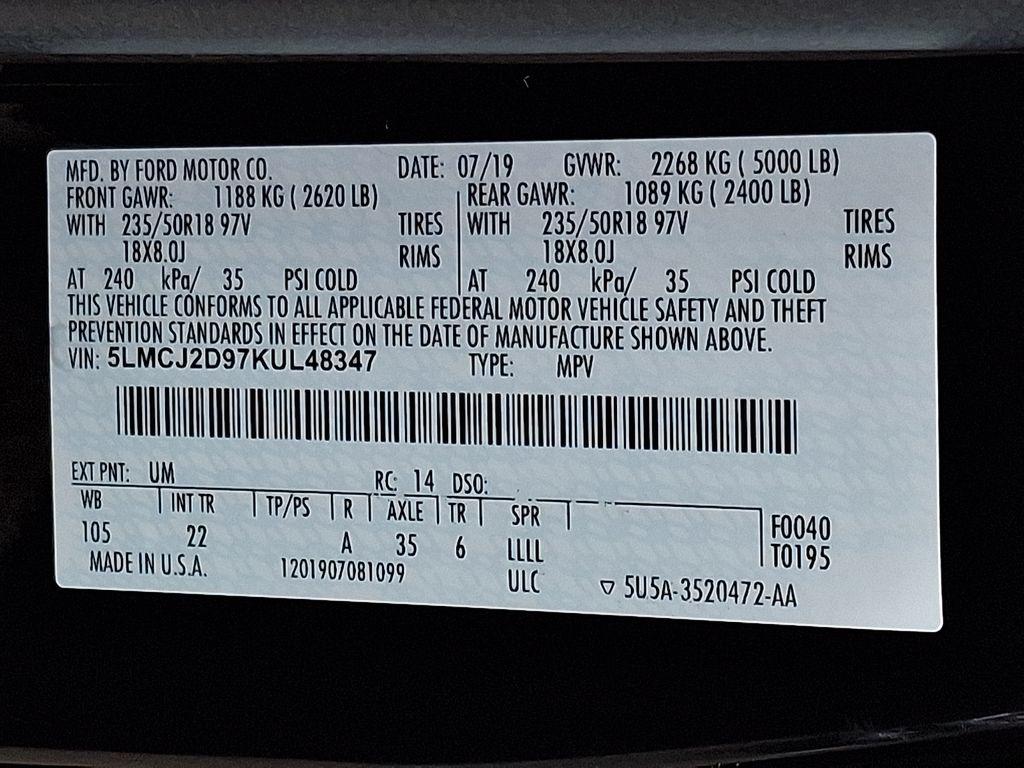 MFD. BY FORD MOTOR CO. DATE: 07/19 GVWR: 2268 KG ( 5000 LB)
FRONT GAWR: 1188 KG ( 2620 LB) REAR GAWR: 1089 KG ( 2400 LB)
WITH 235/50R18 97V TIRES WITH 235/50R18 97V TIRES
18X8.0J RIMS 18X8.0J RIMS
AT 240 kPa/ 35 PSI COLD AT 240 kPa/ 35 PSI COLD
THIS VEHICLE CONFORMS TO ALL APPLICABLE FEDERAL MOTOR VEHICLE SAFETY AND THEFT
PREVENTION STANDARDS IN EFFECT ON THE DATE OF MANUFACTURE SHOWN ABOVE.
VIN: 5LMCJ2D97KUL48347 TYPE: MPV
EXT PNT: UM RC: 14 DSO:
WB INT TR TP/PS R AXLE TR SPR F0040
105 22 A 35 6 LLLL T0195
MADE IN U.S.A. 1201907081099 ULC ▽ 5U5A-3520472-AA